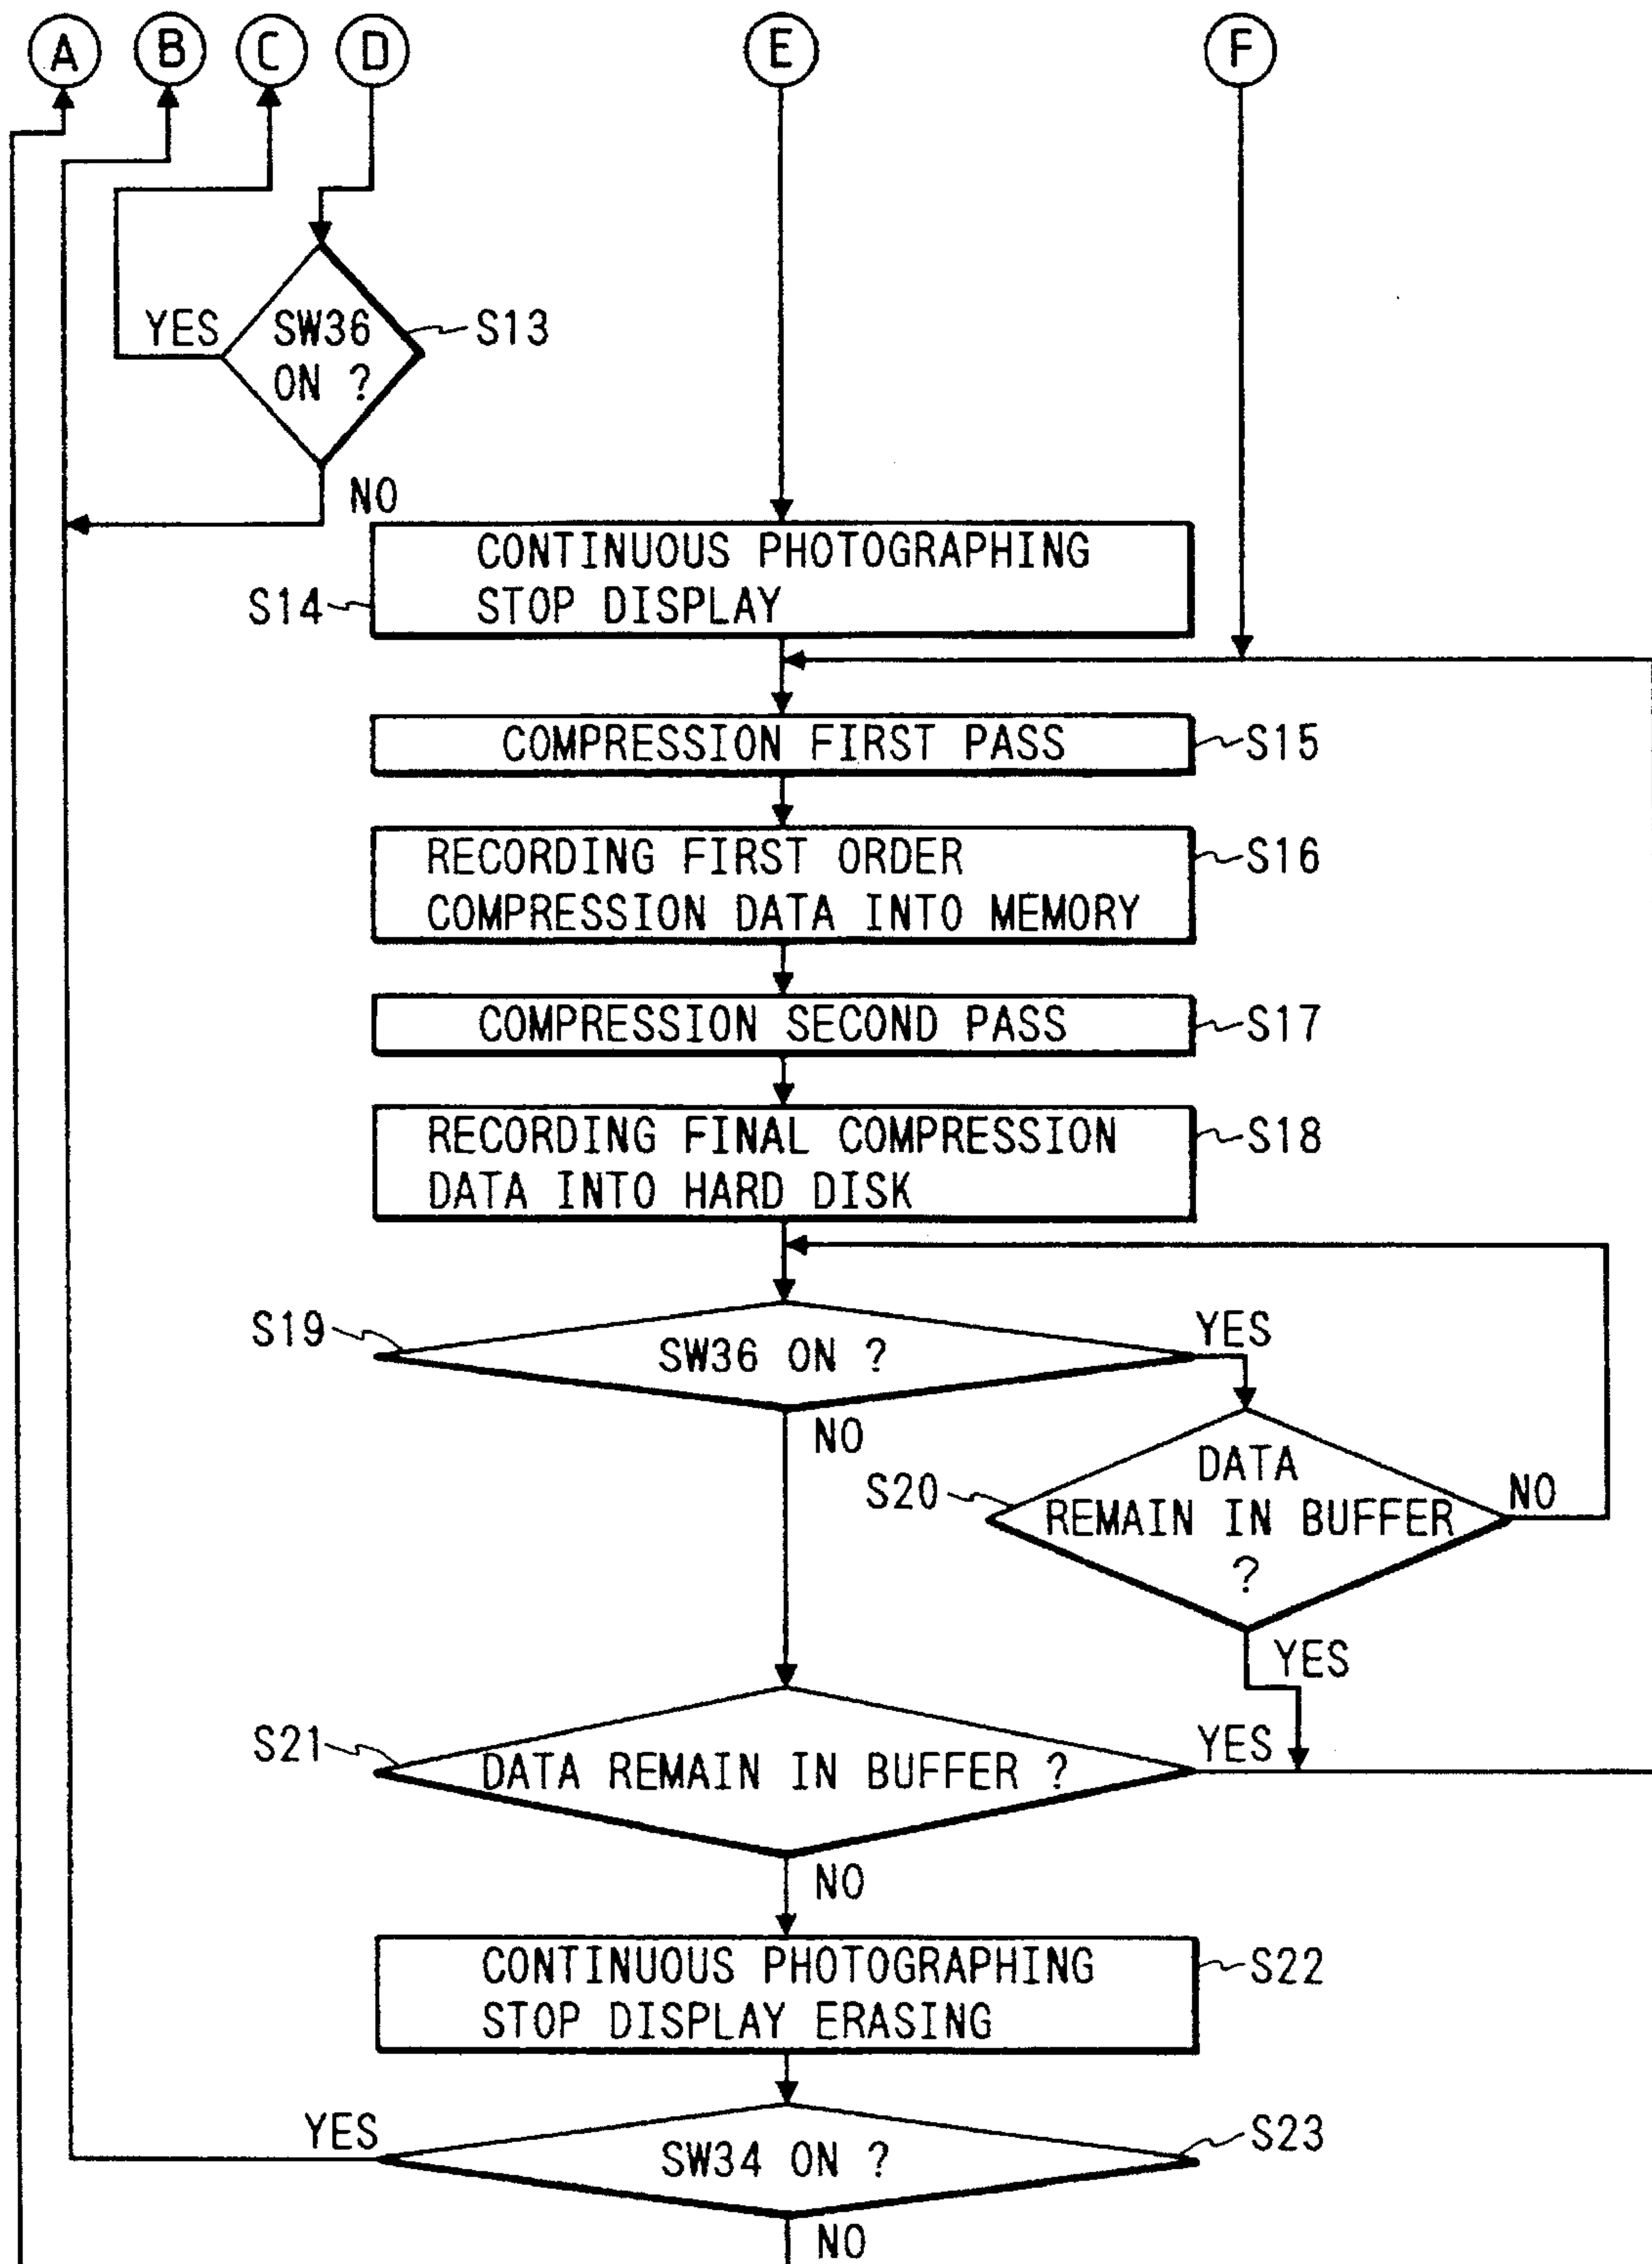 A B C D E F
YES
SW36
ON ?
S13
NO
CONTINUOUS PHOTOGRAPHING
STOP DISPLAY
S14
COMPRESSION FIRST PASS
S15
RECORDING FIRST ORDER
COMPRESSION DATA INTO MEMORY
S16
COMPRESSION SECOND PASS
S17
RECORDING FINAL COMPRESSION
DATA INTO HARD DISK
S18
S19
SW36 ON ?
YES
NO
S20
DATA
REMAIN IN BUFFER
?
NO
YES
S21
DATA REMAIN IN BUFFER ?
YES
NO
CONTINUOUS PHOTOGRAPHING
STOP DISPLAY ERASING
S22
YES
SW34 ON ?
S23
NO